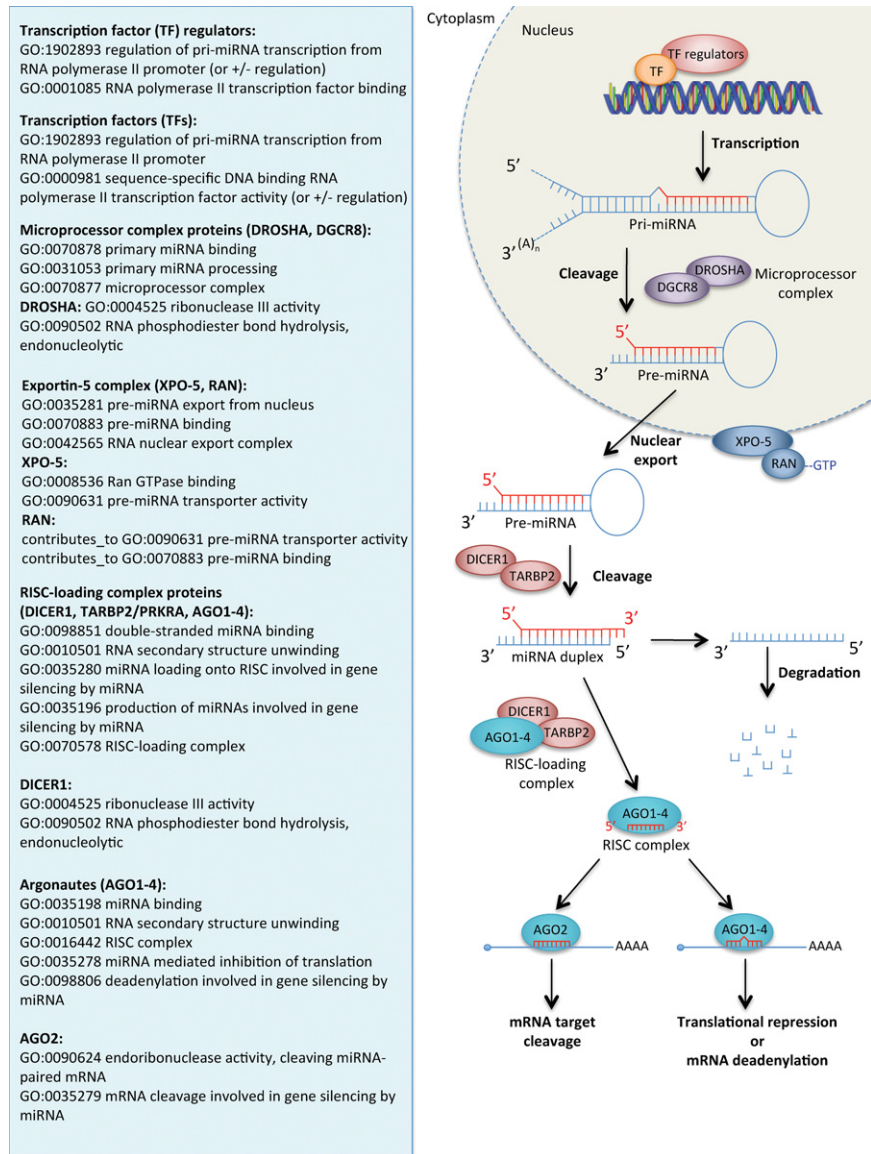 Transcription factor (TF) regulators:
GO:1902893 regulation of pri-miRNA transcription from
RNA polymerase II promoter (or +/- regulation)
GO:0001085 RNA polymerase II transcription factor binding
Transcription factors (TFs):
GO:1902893 regulation of pri-miRNA transcription from
RNA polymerase II promoter
GO:0000981 sequence-specific DNA binding RNA
polymerase II transcription factor activity (or +/- regulation)
Microprocessor complex proteins (DROSHA, DGCR8):
GO:0070878 primary miRNA binding
GO:0031053 primary miRNA processing
GO:0070877 microprocessor complex
DROSHA: GO:0004525 ribonuclease III activity
GO:0090502 RNA phosphodiester bond hydrolysis,
endonucleolytic
Exportin-5 complex (XPO-5, RAN):
GO:0035281 pre-miRNA export from nucleus
GO:0070883 pre-miRNA binding
GO:0042565 RNA nuclear export complex
XPO-5:
GO:0008536 Ran GTPase binding
GO:0090631 pre-miRNA transporter activity
RAN:
contributes_to GO:0090631 pre-miRNA transporter activity
contributes_to GO:0070883 pre-miRNA binding
RISC-loading complex proteins
(DICER1, TARBP2/PRKRA, AGO1-4):
GO:0098851 double-stranded miRNA binding
GO:0010501 RNA secondary structure unwinding
GO:0035280 miRNA loading onto RISC involved in gene
silencing by miRNA
GO:0035196 production of miRNAs involved in gene
silencing by miRNA
GO:0070578 RISC-loading complex
DICER1:
GO:0004525 ribonuclease III activity
GO:0090502 RNA phosphodiester bond hydrolysis,
endonucleolytic
Argonautes (AGO1-4):
GO:0035198 miRNA binding
GO:0010501 RNA secondary structure unwinding
GO:0016442 RISC complex
GO:0035278 miRNA mediated inhibition of translation
GO:0098806 deadenylation involved in gene silencing by
miRNA
AGO2:
GO:0090624 endoribonuclease activity, cleaving miRNA-
paired mRNA
GO:0035279 mRNA cleavage involved in gene silencing by
miRNA
Cytoplasm
Nucleus
TF regulators
TF
Transcription
5′
Pri-miRNA
3′ (A)n
Cleavage
DROSHA
DGCR8
Microprocessor
complex
5′
3′
Pre-miRNA
Nuclear
export
XPO-5
RAN
--GTP
5′
3′
Pre-miRNA
DICER1
TARBP2
Cleavage
5′
3′
3′
5′
miRNA duplex
3′
5′
Degradation
DICER1
AGO1-4
TARBP2
RISC-loading
complex
AGO1-4
5′
3′
RISC complex
AGO2
AAAA
AGO1-4
AAAA
mRNA target
cleavage
Translational repression
or
mRNA deadenylation